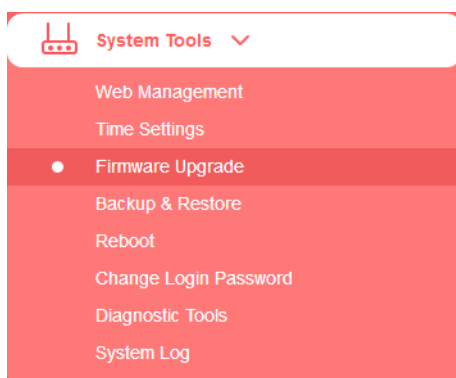 System Tools
Web Management
Time Settings
Firmware Upgrade
Backup & Restore
Reboot
Change Login Password
Diagnostic Tools
System Log